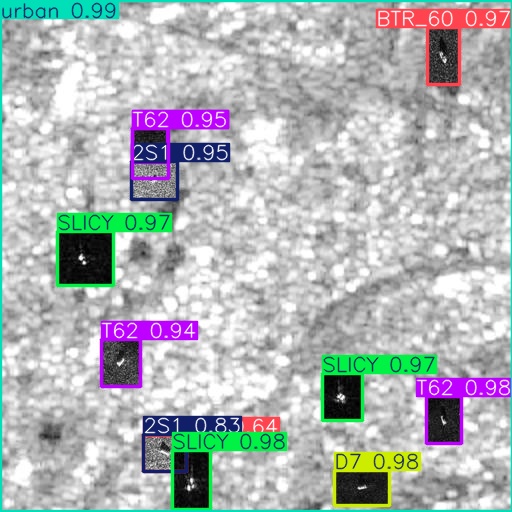 urban 0.99
BTR_60 0.97
T62 0.95
2S1 0.95
SLICY 0.97
T62 0.94
SLICY 0.97
T62 0.98
2S1 0.83 64
SLICY 0.98
D7 0.98